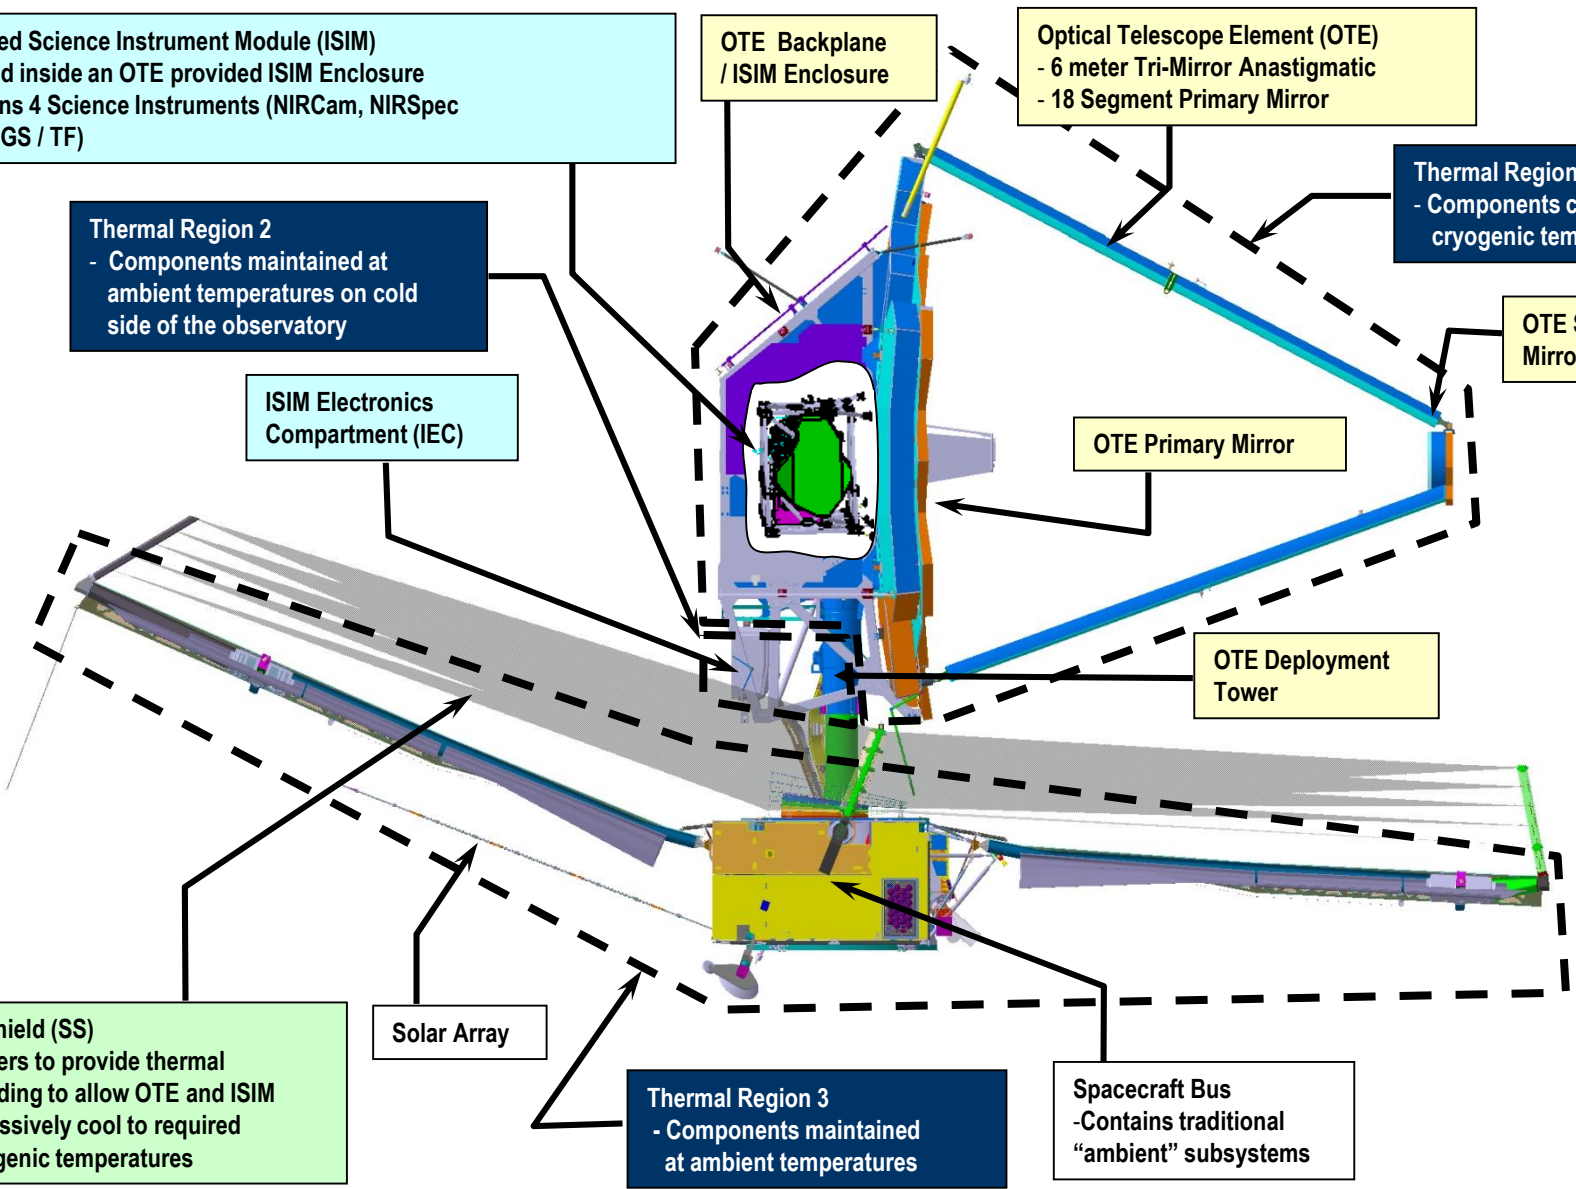 ed Science Instrument Module (ISIM)
d inside an OTE provided ISIM Enclosure
ns 4 Science Instruments (NIRCam, NIRSpec
GS / TF)
OTE Backplane
/ ISIM Enclosure
Optical Telescope Element (OTE)
- 6 meter Tri-Mirror Anastigmatic
- 18 Segment Primary Mirror
Thermal Region
- Components c
cryogenic tem
Thermal Region 2
- Components maintained at
ambient temperatures on cold
side of the observatory
OTE S
Mirro
ISIM Electronics
Compartment (IEC)
OTE Primary Mirror
OTE Deployment
Tower
hield (SS)
ers to provide thermal
ding to allow OTE and ISIM
ssively cool to required
genic temperatures
Solar Array
Thermal Region 3
- Components maintained
at ambient temperatures
Spacecraft Bus
-Contains traditional
“ambient” subsystems